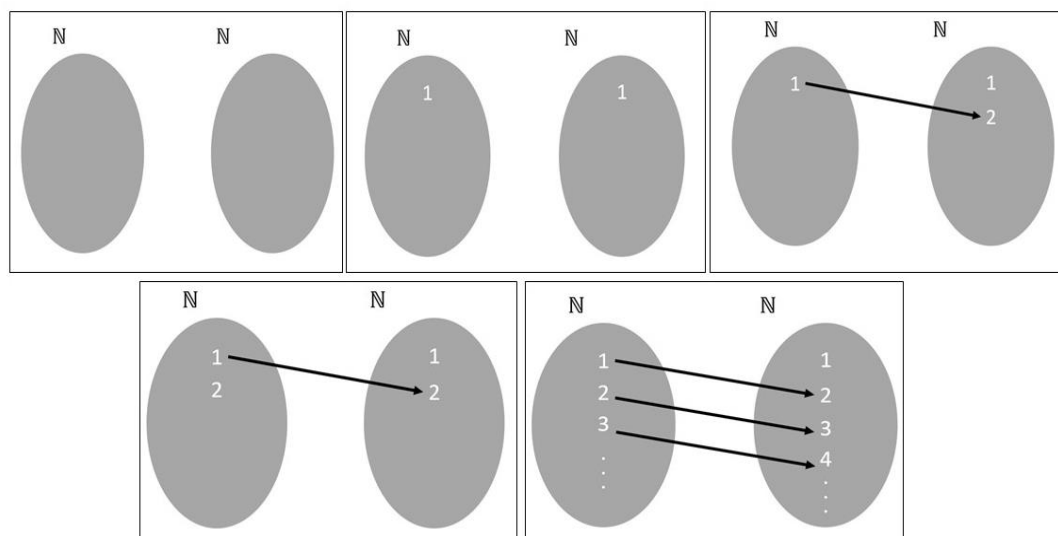 ℕ ℕ
ℕ ℕ
1 1
ℕ ℕ
1 1
2
ℕ ℕ
1 1
2 2
ℕ ℕ
1 1
2 2
3 3
4
. .
. .
. .